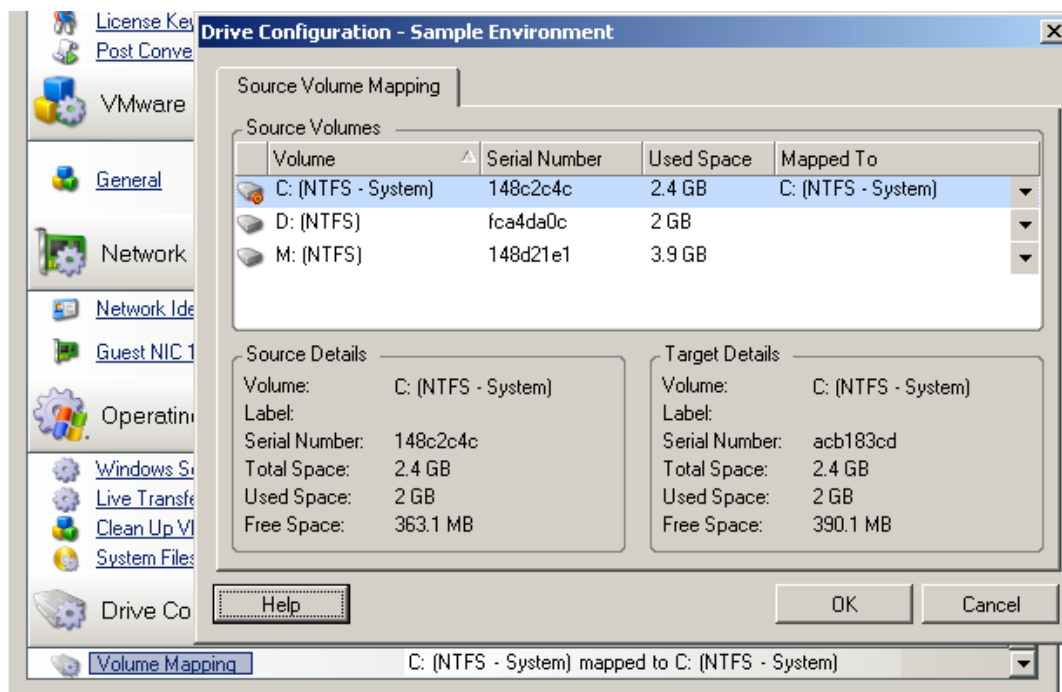 License Key
Post Conve
Drive Configuration - Sample Environment
VMware
General
Network
Network Ide
Guest NIC 1
Operatin
Windows Se
Live Transfe
Clean Up VM
System Files
Drive Co
Source Volume Mapping
Source Volumes
Volume Serial Number Used Space Mapped To
C: (NTFS - System) 148c2c4c 2.4 GB C: (NTFS - System)
D: (NTFS) fca4da0c 2 GB
M: (NTFS) 148d21e1 3.9 GB
Source Details
Volume: C: (NTFS - System)
Label:
Serial Number: 148c2c4c
Total Space: 2.4 GB
Used Space: 2 GB
Free Space: 363.1 MB
Target Details
Volume: C: (NTFS - System)
Label:
Serial Number: acb183cd
Total Space: 2.4 GB
Used Space: 2 GB
Free Space: 390.1 MB
Help OK Cancel
Volume Mapping C: (NTFS - System) mapped to C: (NTFS - System)